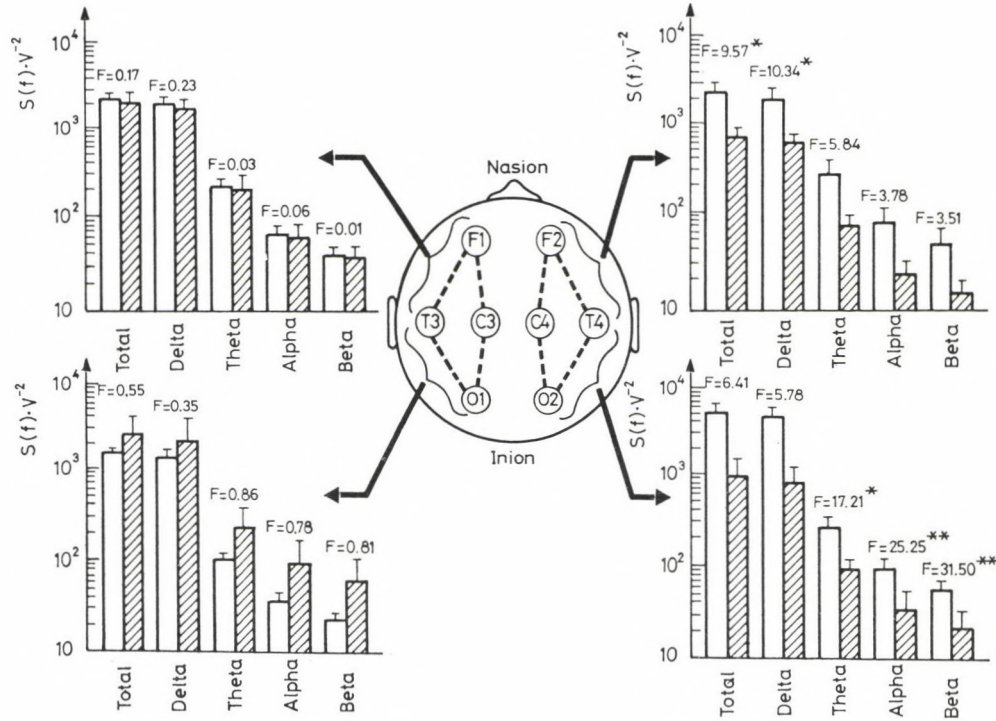 S(f)·V⁻²
10⁴
10³
10²
10
F=0.17
F=0.23
F=0.03
F=0.06
F=0.01
Total
Delta
Theta
Alpha
Beta
S(f)·V⁻²
10⁴
10³
10²
10
F=9.57 *
F=10.34 *
F=5.84
F=3.78
F=3.51
Total
Delta
Theta
Alpha
Beta
Nasion
F1
F2
T3
C3
C4
T4
O1
O2
Inion
S(f)·V⁻²
10⁴
10³
10²
10
F=0,55
F=0.35
F=0.86
F=0.78
F=0.81
Total
Delta
Theta
Alpha
Beta
S(f)·V⁻²
10⁴
10³
10²
10
F=6.41
F=5.78
F=17.21 *
F=25.25 **
F=31.50 **
Total
Delta
Theta
Alpha
Beta